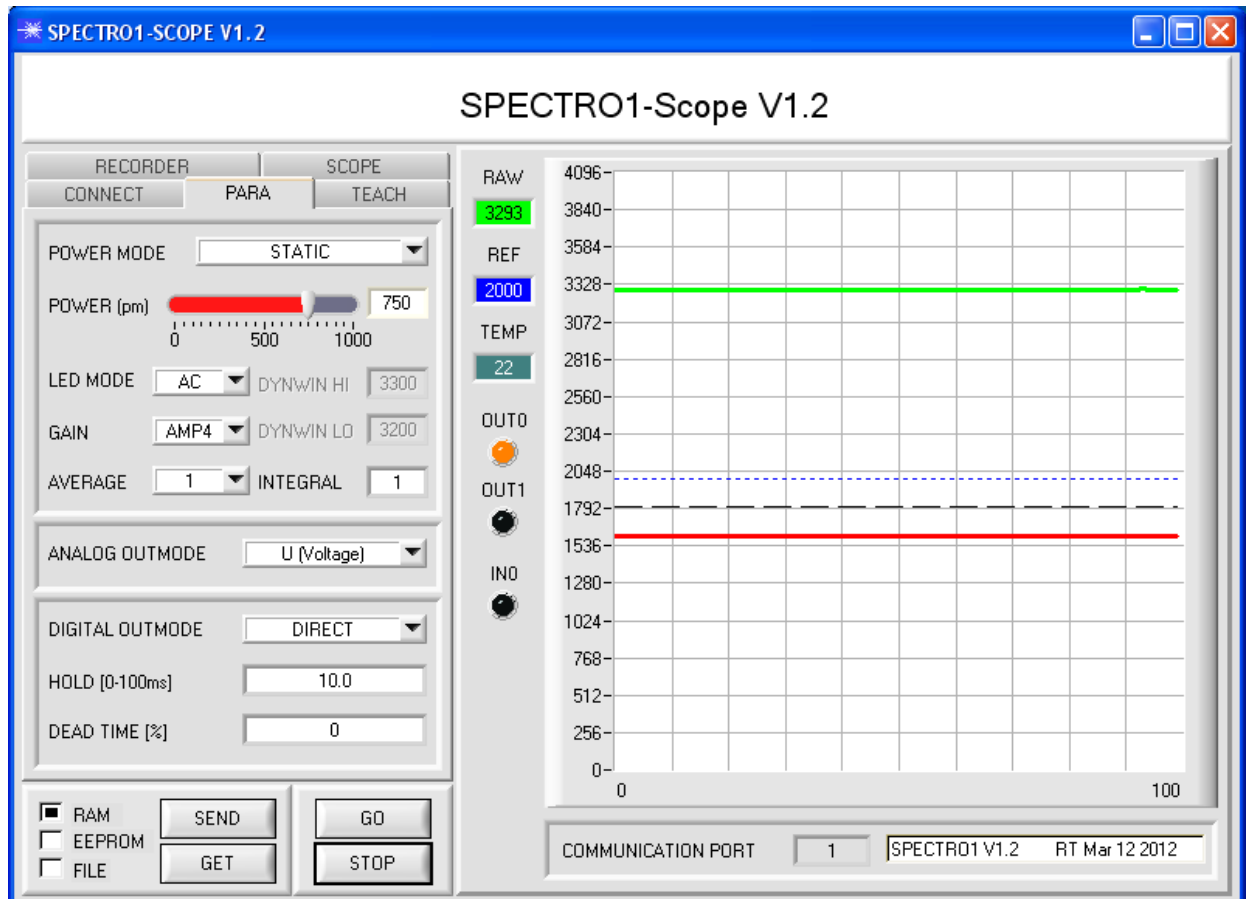 SPECTRO1-SCOPE V1.2
SPECTRO1-Scope V1.2
RECORDER SCOPE
CONNECT PARA TEACH
POWER MODE STATIC
POWER (pm) 750
0 500 1000
LED MODE AC DYNWIN HI 3300
GAIN AMP4 DYNWIN LO 3200
AVERAGE 1 INTEGRAL 1
ANALOG OUTMODE U (Voltage)
DIGITAL OUTMODE DIRECT
HOLD [0-100ms] 10.0
DEAD TIME [%] 0
RAM
EEPROM
FILE
SEND
GET
GO
STOP
RAW
3293
REF
2000
TEMP
22
OUT0
OUT1
IN0
4096
3840
3584
3328
3072
2816
2560
2304
2048
1792
1536
1280
1024
768
512
256
0
0 100
COMMUNICATION PORT 1 SPECTRO1 V1.2 RT Mar 12 2012